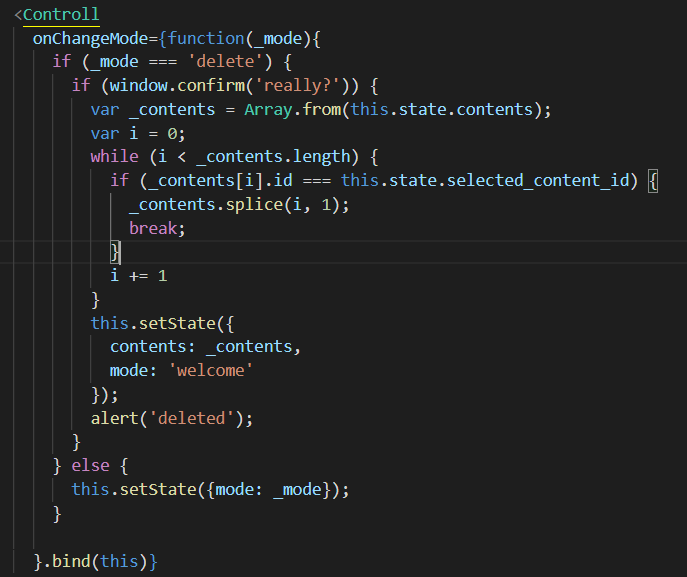 <Controll
onChangeMode={function(_mode){
if (_mode === 'delete') {
if (window.confirm('really?')) {
var _contents = Array.from(this.state.contents);
var i = 0;
while (i < _contents.length) {
if (_contents[i].id === this.state.selected_content_id) {
_contents.splice(i, 1);
break;
}
i += 1
}
this.setState({
contents: _contents,
mode: 'welcome'
});
alert('deleted');
}
} else {
this.setState({mode: _mode});
}
}.bind(this)}